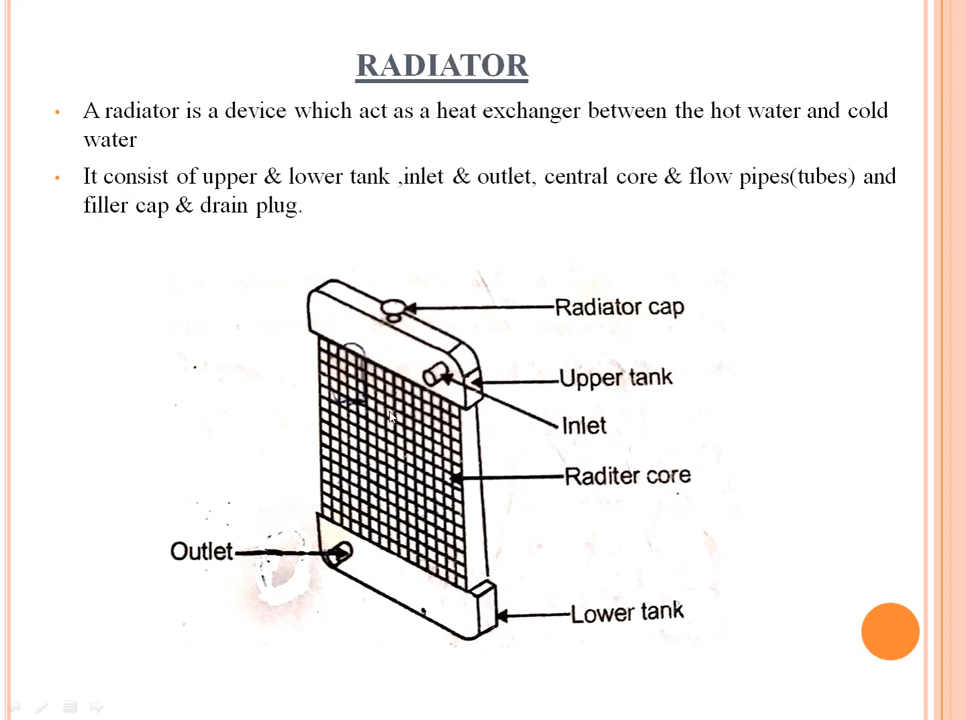 RADIATOR
• A radiator is a device which act as a heat exchanger between the hot water and cold
water
• It consist of upper & lower tank ,inlet & outlet, central core & flow pipes(tubes) and
filler cap & drain plug.
Radiator cap
Upper tank
Inlet
Raditer core
Outlet
Lower tank